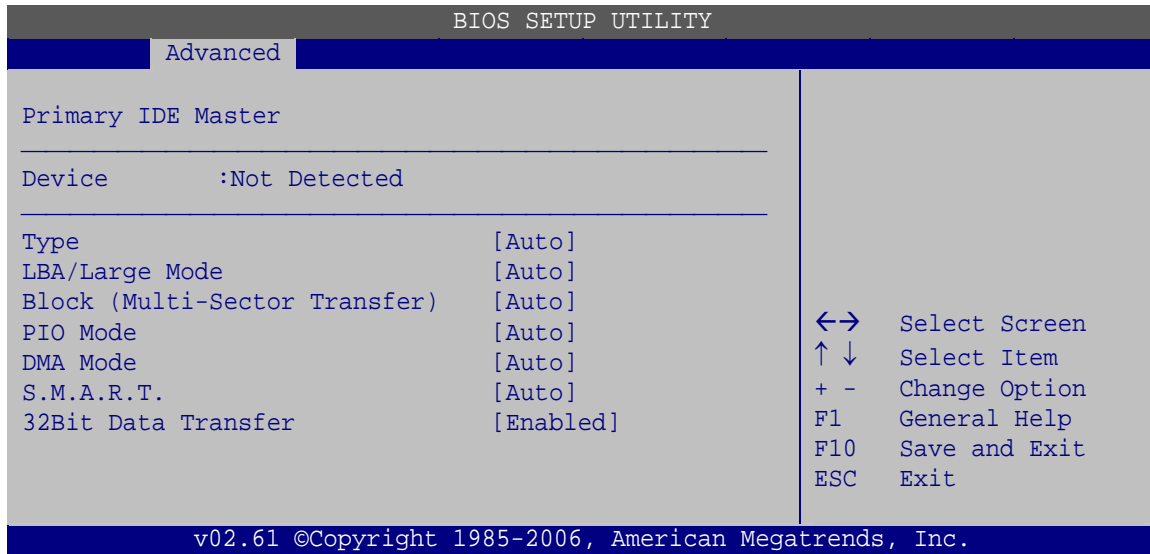 BIOS SETUP UTILITY
Advanced
Primary IDE Master
Device :Not Detected
Type [Auto]
LBA/Large Mode [Auto]
Block (Multi-Sector Transfer) [Auto]
PIO Mode [Auto]
DMA Mode [Auto]
S.M.A.R.T. [Auto]
32Bit Data Transfer [Enabled]
←→ Select Screen
↑ ↓ Select Item
+ - Change Option
F1 General Help
F10 Save and Exit
ESC Exit
v02.61 ©Copyright 1985-2006, American Megatrends, Inc.